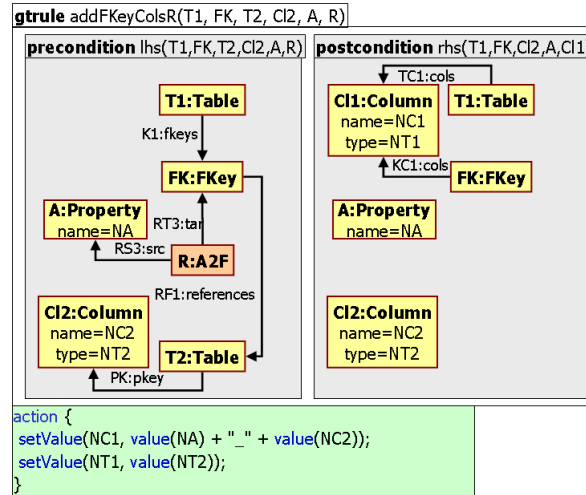 gtrule addFKeyColsR(T1, FK, T2, Cl2, A, R)
precondition lhs(T1,FK,T2,Cl2,A,R)
T1:Table
K1:fkeys
FK:FKey
A:Property
name=NA
RT3:tar
RS3:src
R:A2F
RF1:references
Cl2:Column
name=NC2
type=NT2
T2:Table
PK:pkey
postcondition rhs(T1,FK,Cl2,A,Cl1
TC1:cols
Cl1:Column
name=NC1
type=NT1
T1:Table
KC1:cols
FK:FKey
A:Property
name=NA
Cl2:Column
name=NC2
type=NT2
action {
setValue(NC1, value(NA) + "_" + value(NC2));
setValue(NT1, value(NT2));
}